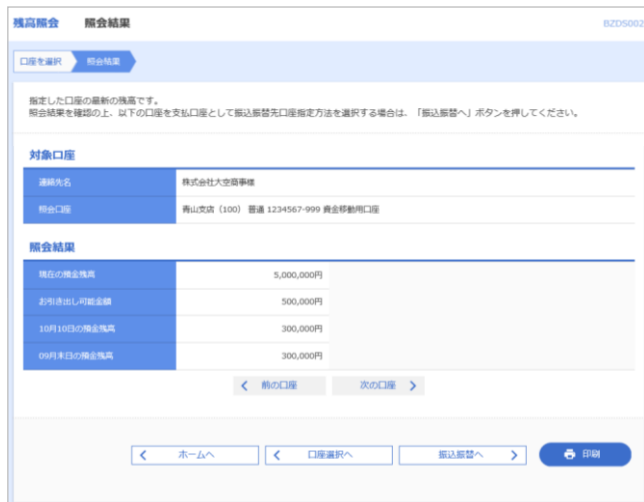 残高照会 照会結果 BZDS002
口座を選択 照会結果
指定した口座の最新の残高です。
照会結果を確認の上、以下の口座を支払口座として振込振替先口座指定方法を選択する場合は、「振込振替へ」ボタンを押してください。
対象口座
連絡先名 株式会社大空商事様
照会口座 青山支店（100） 普通 1234567-999 資金移動用口座
照会結果
現在の預金残高 5,000,000円
お引き出し可能金額 500,000円
10月10日の預金残高 300,000円
09月末日の預金残高 300,000円
前の口座 次の口座
ホームへ 口座選択へ 振込振替へ 印刷